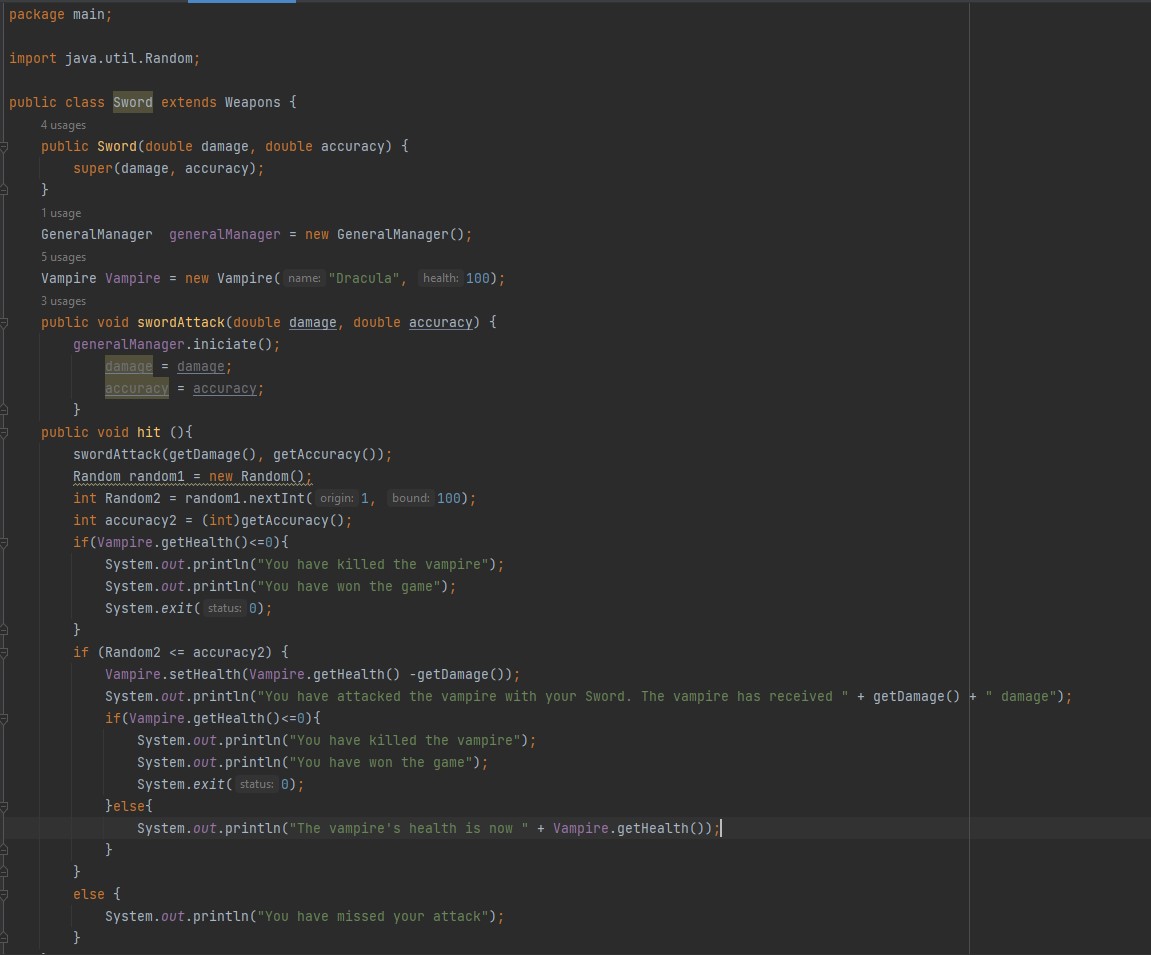 package main;
import java.util.Random;
public class Sword extends Weapons {
4 usages
public Sword(double damage, double accuracy) {
super(damage, accuracy);
}
1 usage
GeneralManager  generalManager = new GeneralManager();
5 usages
Vampire Vampire = new Vampire( name: "Dracula",  health: 100);
3 usages
public void swordAttack(double damage, double accuracy) {
generalManager.iniciate();
damage = damage;
accuracy = accuracy;
}
public void hit (){
swordAttack(getDamage(), getAccuracy());
Random random1 = new Random();
int Random2 = random1.nextInt( origin: 1,  bound: 100);
int accuracy2 = (int)getAccuracy();
if(Vampire.getHealth()<=0){
System.out.println("You have killed the vampire");
System.out.println("You have won the game");
System.exit( status: 0);
}
if (Random2 <= accuracy2) {
Vampire.setHealth(Vampire.getHealth() -getDamage());
System.out.println("You have attacked the vampire with your Sword. The vampire has received " + getDamage() + " damage");
if(Vampire.getHealth()<=0){
System.out.println("You have killed the vampire");
System.out.println("You have won the game");
System.exit( status: 0);
}else{
System.out.println("The vampire's health is now " + Vampire.getHealth());
}
}
else {
System.out.println("You have missed your attack");
}